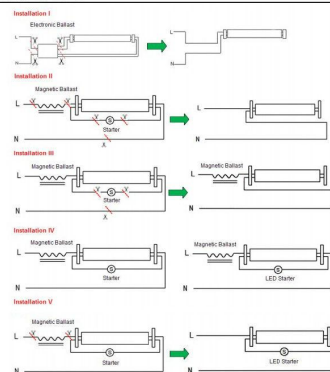 Installation I
Electronic Ballast
L
L
N
N
Installation II
Magnetic Ballast
L
L
S
Starter
N
N
Installation III
Magnetic Ballast
Magnetic Ballast
L
L
S
Starter
N
N
Installation IV
Magnetic Ballast
Magnetic Ballast
L
L
S
S
Starter
LED Starter
N
N
Installation V
Magnetic Ballast
L
L
S
S
Starter
LED Starter
N
N